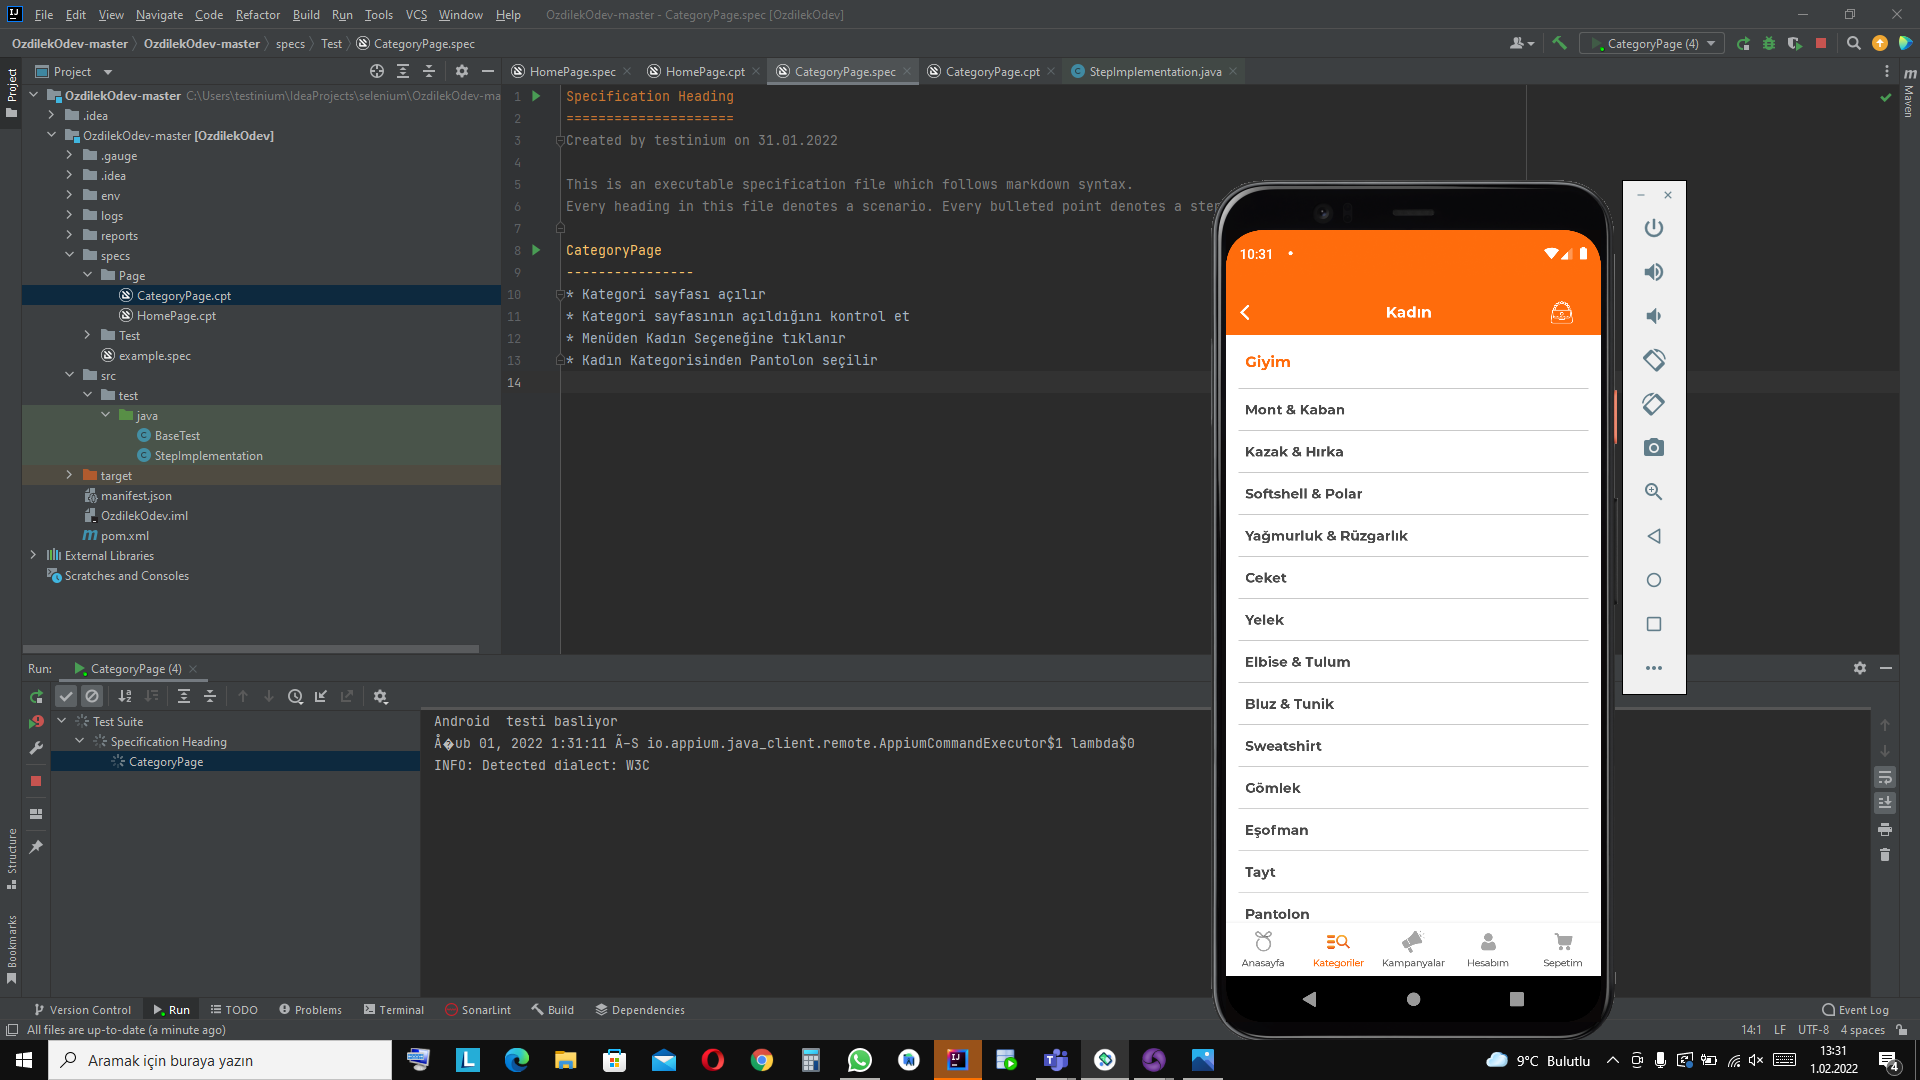 File Edit View Navigate Code Refactor Build Run Tools VCS Window Help OzdilekOdev-master - CategoryPage.spec [OzdilekOdev]
OzdilekOdev-master OzdilekOdev-master specs Test CategoryPage.spec CategoryPage (4)
Project
Project
HomePage.spec HomePage.cpt CategoryPage.spec CategoryPage.cpt StepImplementation.java
Maven
OzdilekOdev-master C:\Users\testinium\IdeaProjects\selenium\OzdilekOdev-ma
.idea
OzdilekOdev-master [OzdilekOdev]
.gauge
.idea
env
logs
reports
specs
Page
CategoryPage.cpt
HomePage.cpt
Test
example.spec
src
test
java
BaseTest
StepImplementation
target
manifest.json
OzdilekOdev.iml
pom.xml
External Libraries
Scratches and Consoles
1 Specification Heading
2 =====================
3 Created by testinium on 31.01.2022
4
5 This is an executable specification file which follows markdown syntax.
6 Every heading in this file denotes a scenario. Every bulleted point denotes a ste
7
8 CategoryPage
9 ----------------
10 * Kategori sayfası açılır
11 * Kategori sayfasının açıldığını kontrol et
12 * Menüden Kadın Seçeneğine tıklanır
13 * Kadın Kategorisinden Pantolon seçilir
14
10:31
Kadın
Giyim
Mont & Kaban
Kazak & Hırka
Softshell & Polar
Yağmurluk & Rüzgarlık
Ceket
Yelek
Elbise & Tulum
Bluz & Tunik
Sweatshirt
Gömlek
Eşofman
Tayt
Pantolon
Anasayfa Kategoriler Kampanyalar Hesabım Sepetim
Run: CategoryPage (4)
Test Suite
Specification Heading
CategoryPage
Android  testi basliyor
Å�ub 01, 2022 1:31:11 Ã–S io.appium.java_client.remote.AppiumCommandExecutor$1 lambda$0
INFO: Detected dialect: W3C
Structure
Bookmarks
Version Control Run TODO Problems Terminal SonarLint Build Dependencies Event Log
All files are up-to-date (a minute ago) 14:1 LF UTF-8 4 spaces
Aramak için buraya yazın
9°C Bulutlu
13:31
1.02.2022
4